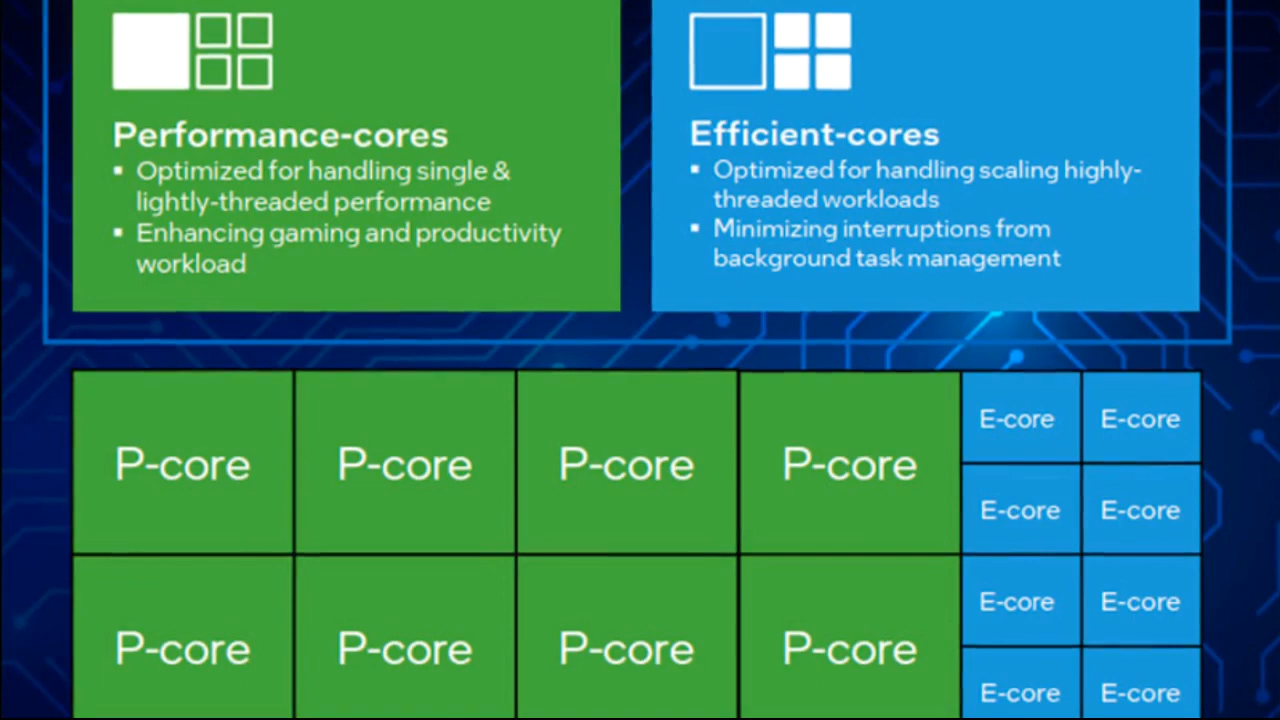 Performance-cores
▪ Optimized for handling single &
lightly-threaded performance
▪ Enhancing gaming and productivity
workload
Efficient-cores
▪ Optimized for handling scaling highly-
threaded workloads
▪ Minimizing interruptions from
background task management
P-core P-core P-core P-core
E-core E-core
E-core E-core
P-core P-core P-core P-core
E-core E-core
E-core E-core